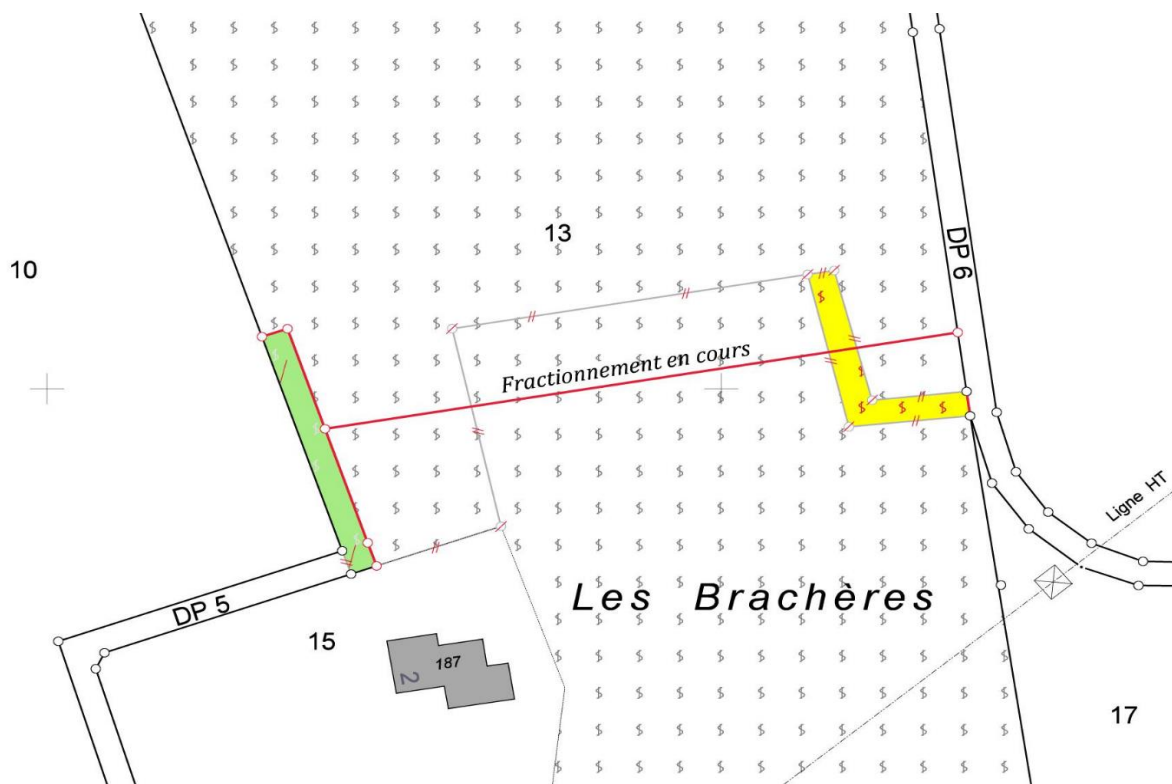 13
10
DP 6
Fractionnement en cours
Ligne HT
Les Brachères
DP 5
15
187
2
17